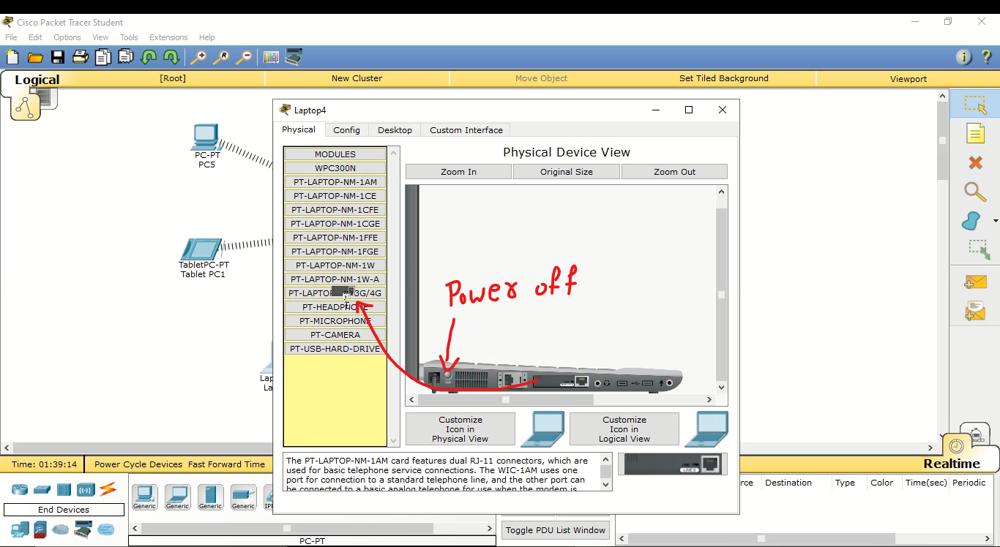 Cisco Packet Tracer Student
File Edit Options View Tools Extensions Help
Logical [Root] New Cluster Move Object Set Tiled Background Viewport
PC-PT
PC5
TabletPC-PT
Tablet PC1
Lap
La
Laptop4
Physical Config Desktop Custom Interface
MODULES
WPC300N
PT-LAPTOP-NM-1AM
PT-LAPTOP-NM-1CE
PT-LAPTOP-NM-1CFE
PT-LAPTOP-NM-1CGE
PT-LAPTOP-NM-1FFE
PT-LAPTOP-NM-1FGE
PT-LAPTOP-NM-1W
PT-LAPTOP-NM-1W-A
PT-LAPTOP 3G/4G
PT-HEADPHONE
PT-MICROPHONE
PT-CAMERA
PT-USB-HARD-DRIVE
Physical Device View
Zoom In Original Size Zoom Out
Power off
Customize
Icon in
Physical View
Customize
Icon in
Logical View
The PT-LAPTOP-NM-1AM card features dual RJ-11 connectors, which are
used for basic telephone service connections. The WIC-1AM uses one
port for connection to a standard telephone line, and the other port can
be connected to a basic analog telephone for use when the modem is
Time: 01:39:14 Power Cycle Devices Fast Forward Time
Realtime
End Devices
Generic Generic Generic Generic IPP
PC-PT
Toggle PDU List Window
rce Destination Type Color Time(sec) Periodic